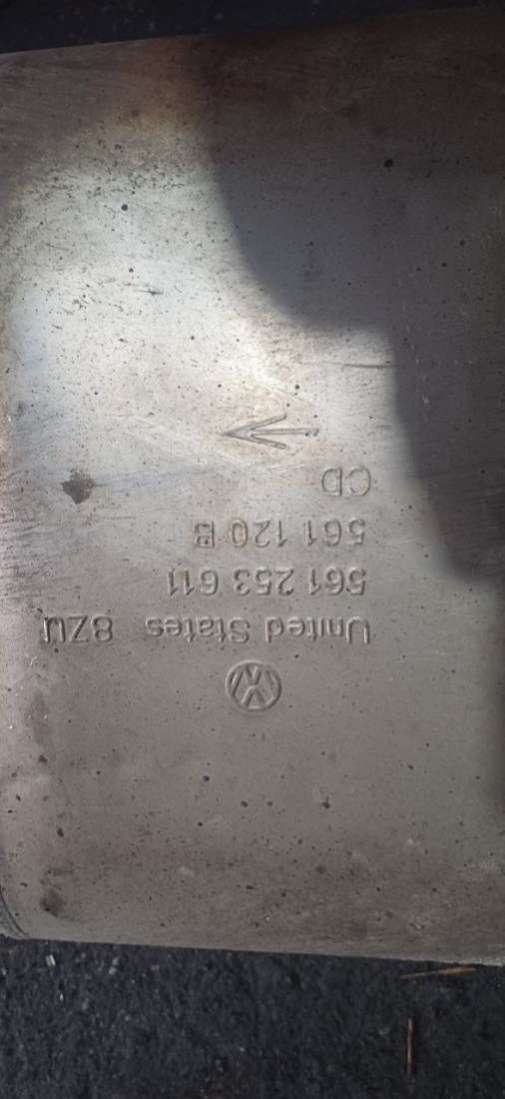 United States 8ZU
561 253 611
561 120 B
CD